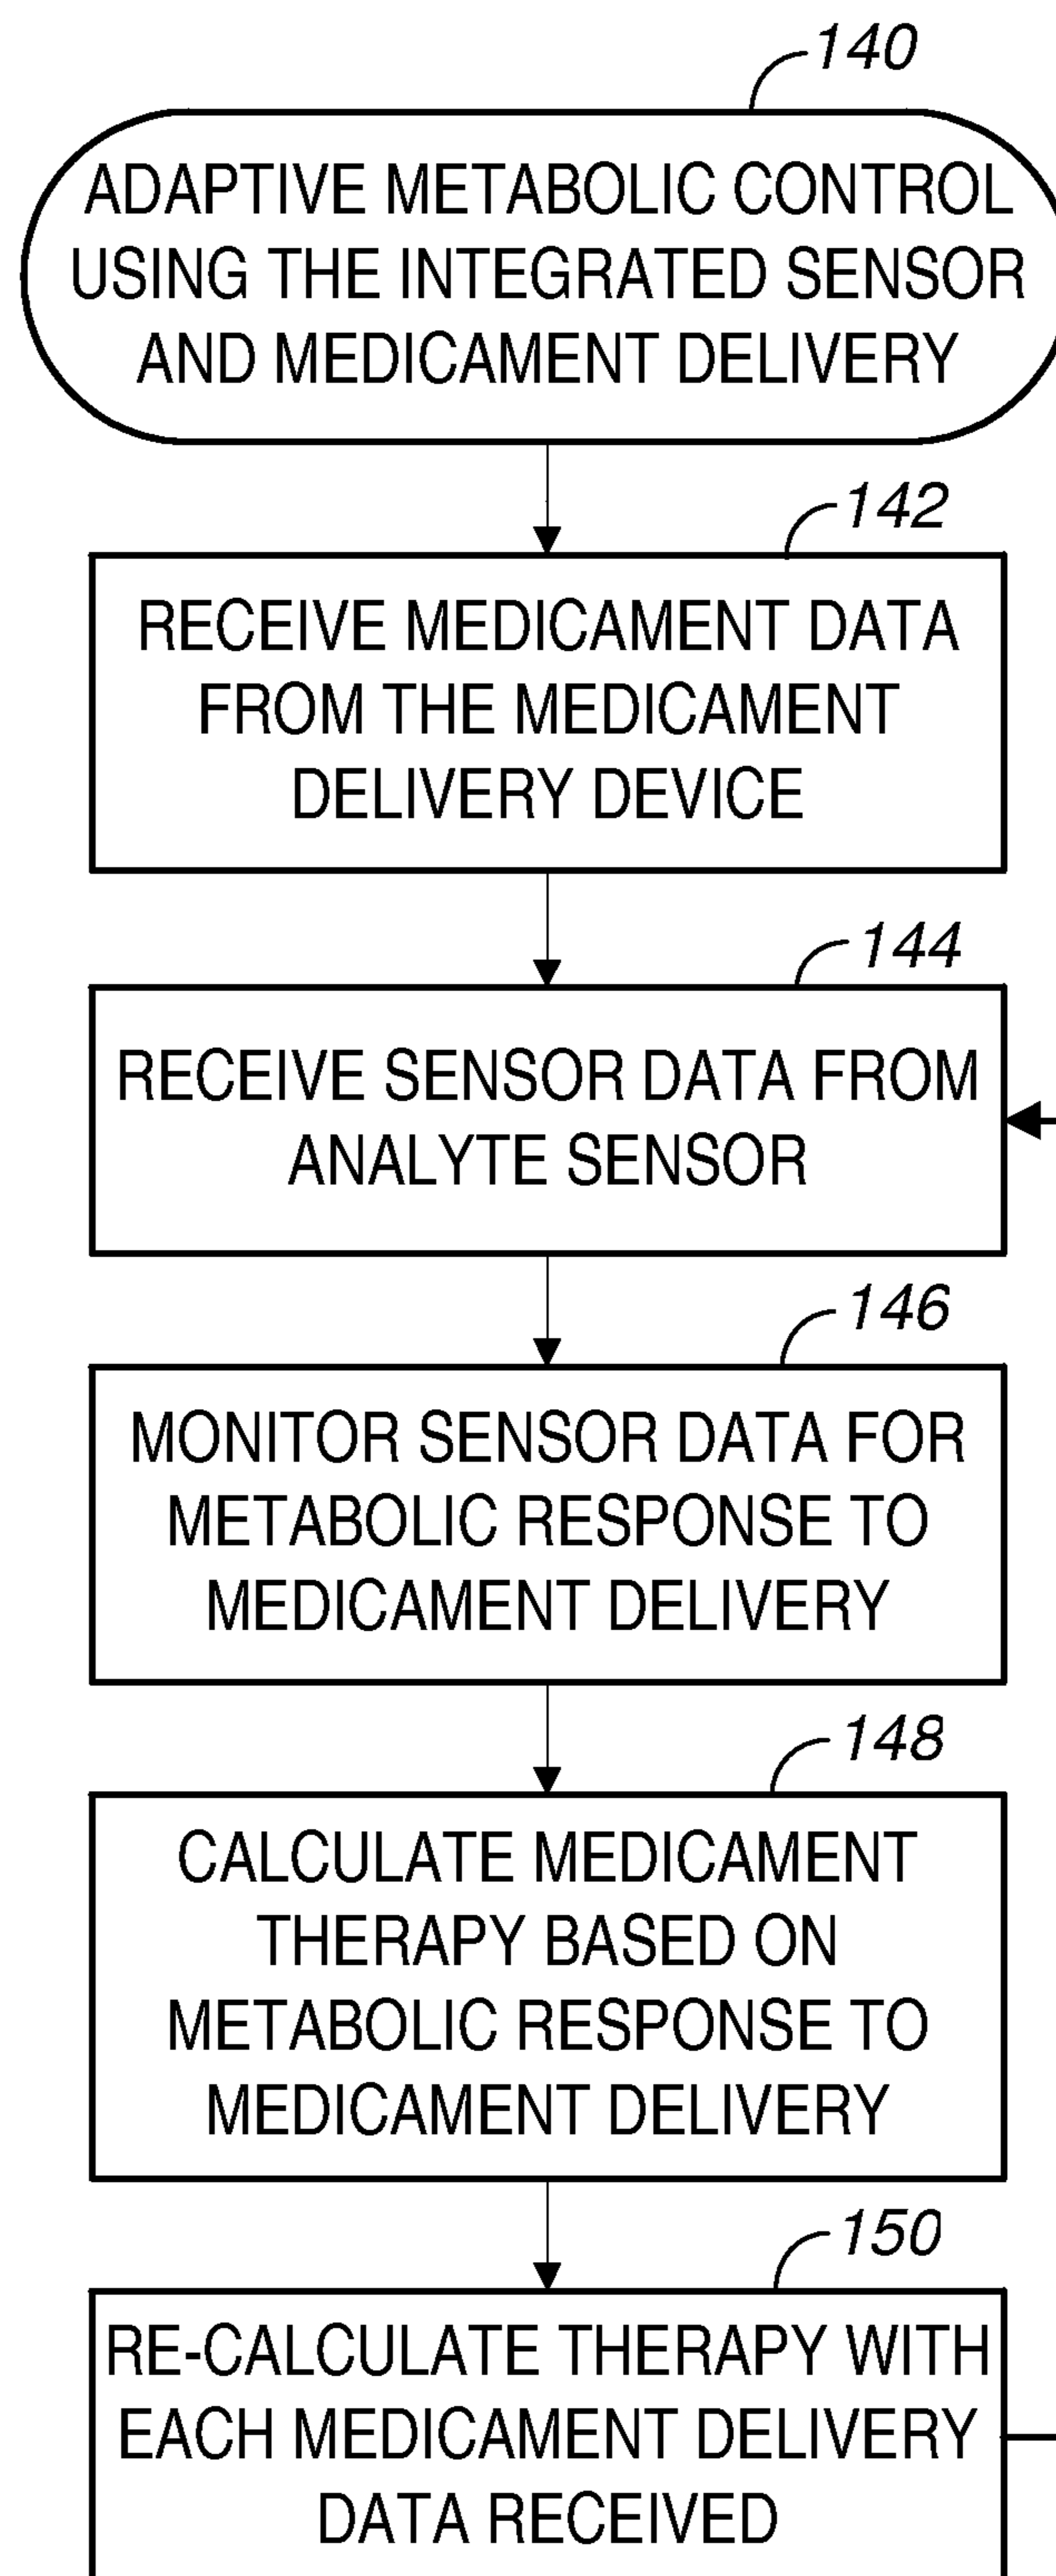 140
ADAPTIVE METABOLIC CONTROL
USING THE INTEGRATED SENSOR
AND MEDICAMENT DELIVERY
142
RECEIVE MEDICAMENT DATA
FROM THE MEDICAMENT
DELIVERY DEVICE
144
RECEIVE SENSOR DATA FROM
ANALYTE SENSOR
146
MONITOR SENSOR DATA FOR
METABOLIC RESPONSE TO
MEDICAMENT DELIVERY
148
CALCULATE MEDICAMENT
THERAPY BASED ON
METABOLIC RESPONSE TO
MEDICAMENT DELIVERY
150
RE-CALCULATE THERAPY WITH
EACH MEDICAMENT DELIVERY
DATA RECEIVED